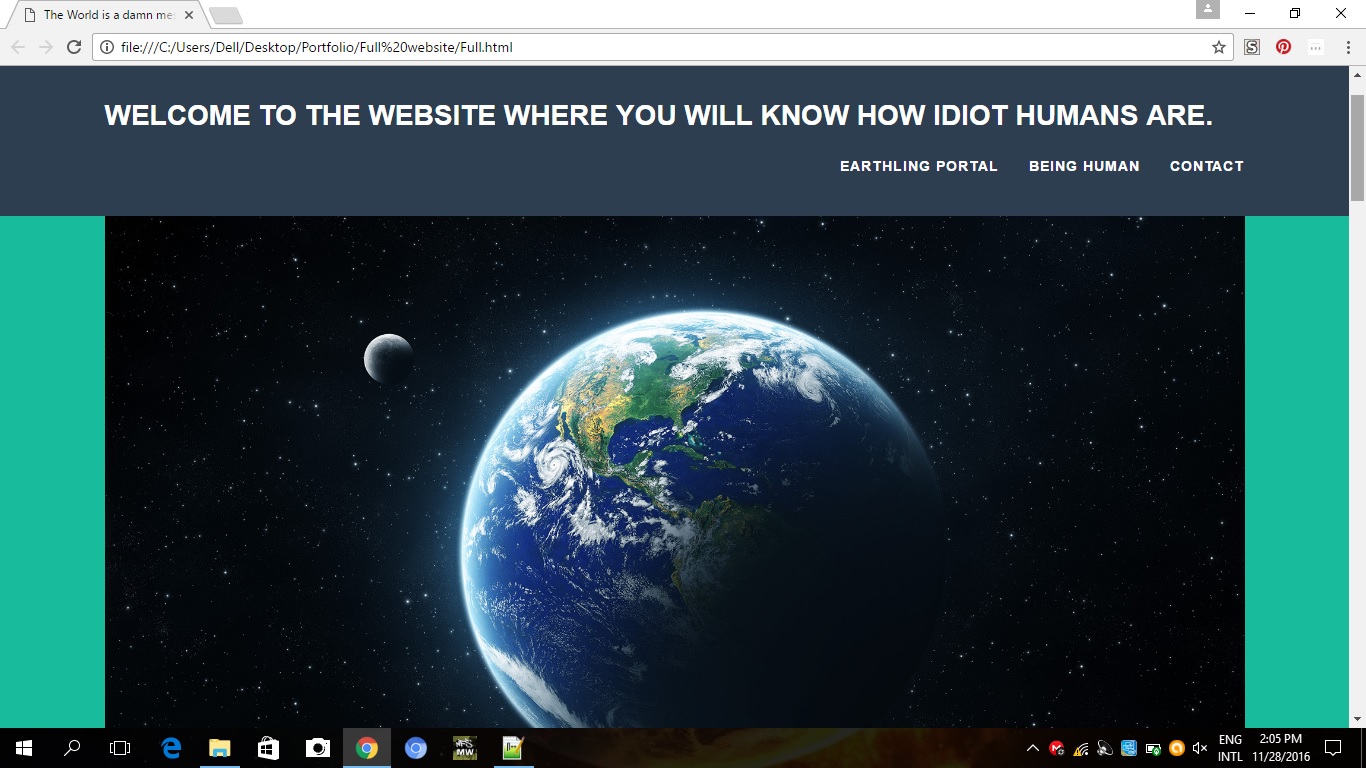 The World is a damn mes
file:///C:/Users/Dell/Desktop/Portfolio/Full%20website/Full.html
WELCOME TO THE WEBSITE WHERE YOU WILL KNOW HOW IDIOT HUMANS ARE.
EARTHLING PORTAL BEING HUMAN CONTACT
MW
ENG 2:05 PM
INTL 11/28/2016